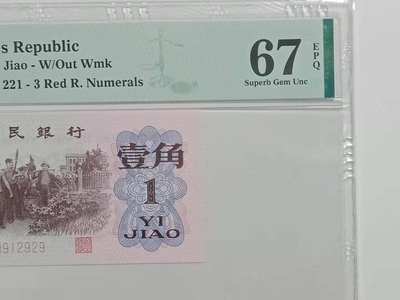 s Republic
Jiao - W/Out Wmk
221 - 3 Red R. Numerals
67 EPQ
Superb Gem Unc
民銀行
壹角
1
YI
JIAO
912929